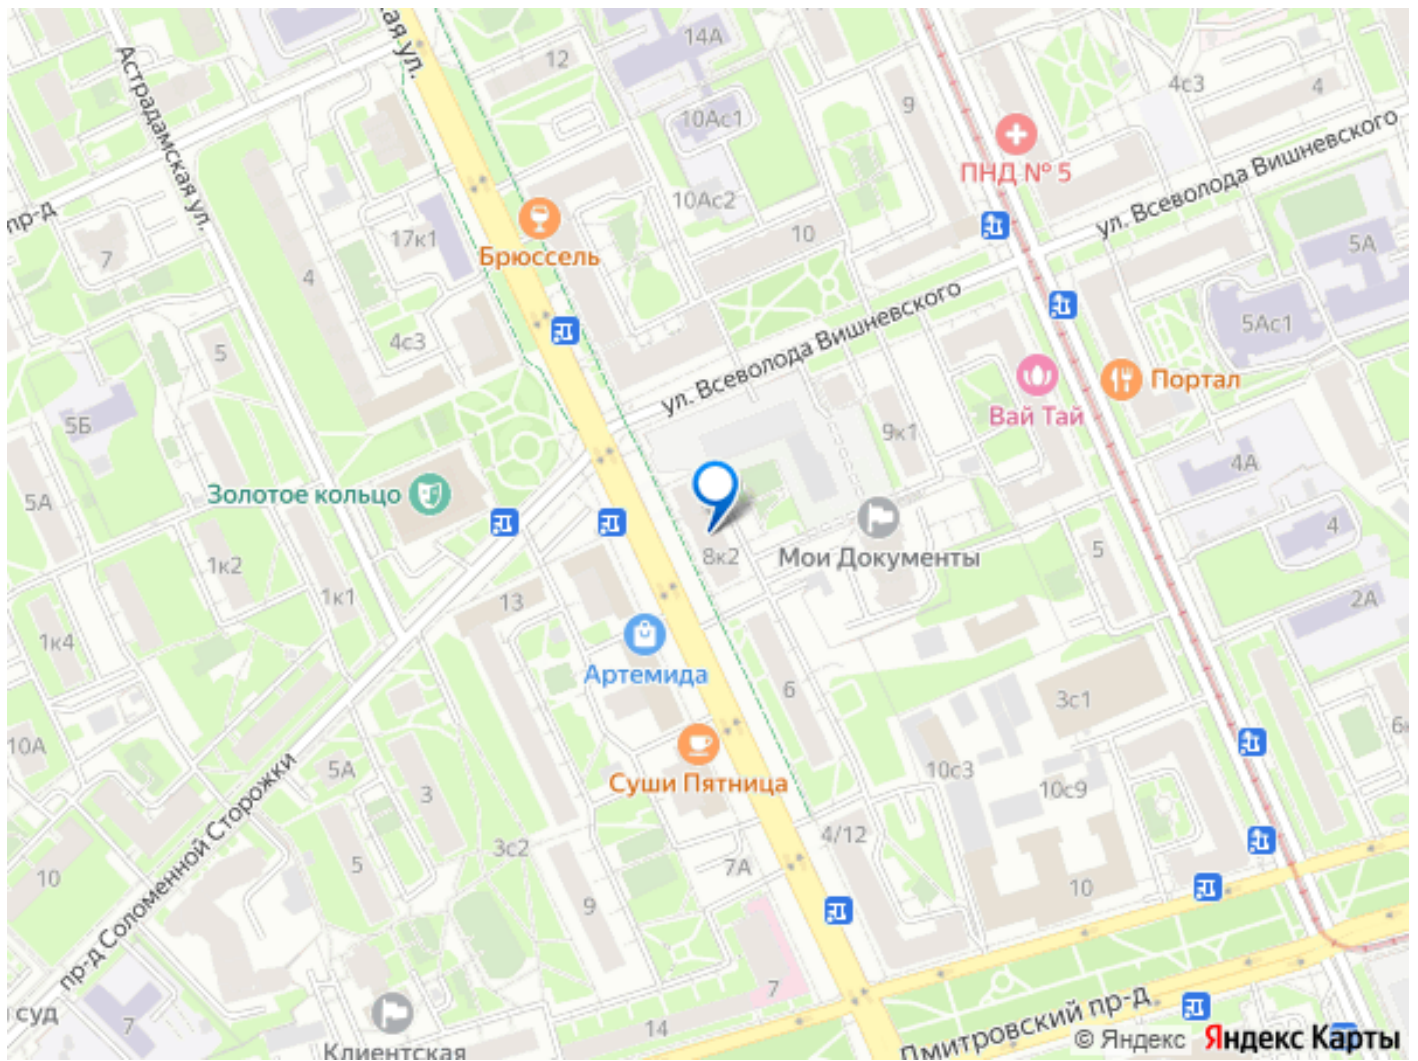 ая ул.
14А
12
4с3
4
Астрадамская ул.
9
10Ас1
ПНД № 5
ул. Всеволода Вишневского
10Ас2
пр-д
17к1
Брюссель
10
5А
7
4
ул. Всеволода Вишневского
5Ас1
4с3
5
Портал
Вай Тай
5Б
9к1
4А
5А
Золотое кольцо
4
8к2
Мои Документы
5
1к2
1к1
13
2А
1к4
Артемида
6
3с1
10А
5А
Суши Пятница
10с3
10с9
3
пр-д Соломенной Сторожки
3с2
4/12
5
7А
10
10
9
7
суд
7
14
Клиентская
Дмитровский пр-д
© Яндекс Яндекс Карты